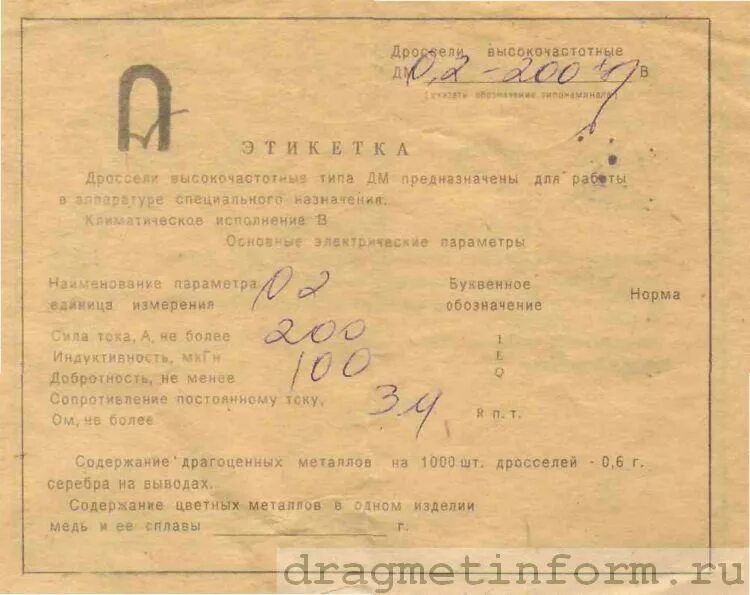 Дроссели высокочастотные
ДМ 0,2-200 В
(указать обозначение типономинала)
ЭТИКЕТКА
Дроссели высокочастотные типа ДМ предназначены для работы
в аппаратуре специального назначения.
Климатическое исполнение В
Основные электрические параметры
Наименование параметра
единица измерения
0,2
Буквенное
обозначение
Норма
Сила тока, А, не более 200 I
Индуктивность, мкГн 100 E
Добротность, не менее Q
Сопротивление постоянному току,
Ом, не более 3.4 R п.т.
Содержание драгоценных металлов на 1000 шт. дросселей - 0,6 г.
серебра на выводах.
Содержание цветных металлов в одном изделии
медь и ее сплавы г.
dragmetinform.ru